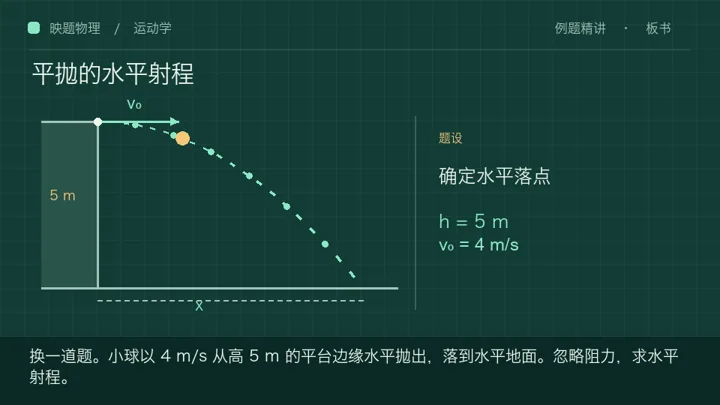 映题物理 / 运动学
例题精讲 · 板书
平抛的水平射程
v₀
5 m
x
题设
确定水平落点
h = 5 m
v₀ = 4 m/s
换一道题。小球以 4 m/s 从高 5 m 的平台边缘水平抛出，落到水平地面。忽略阻力，求水平
射程。